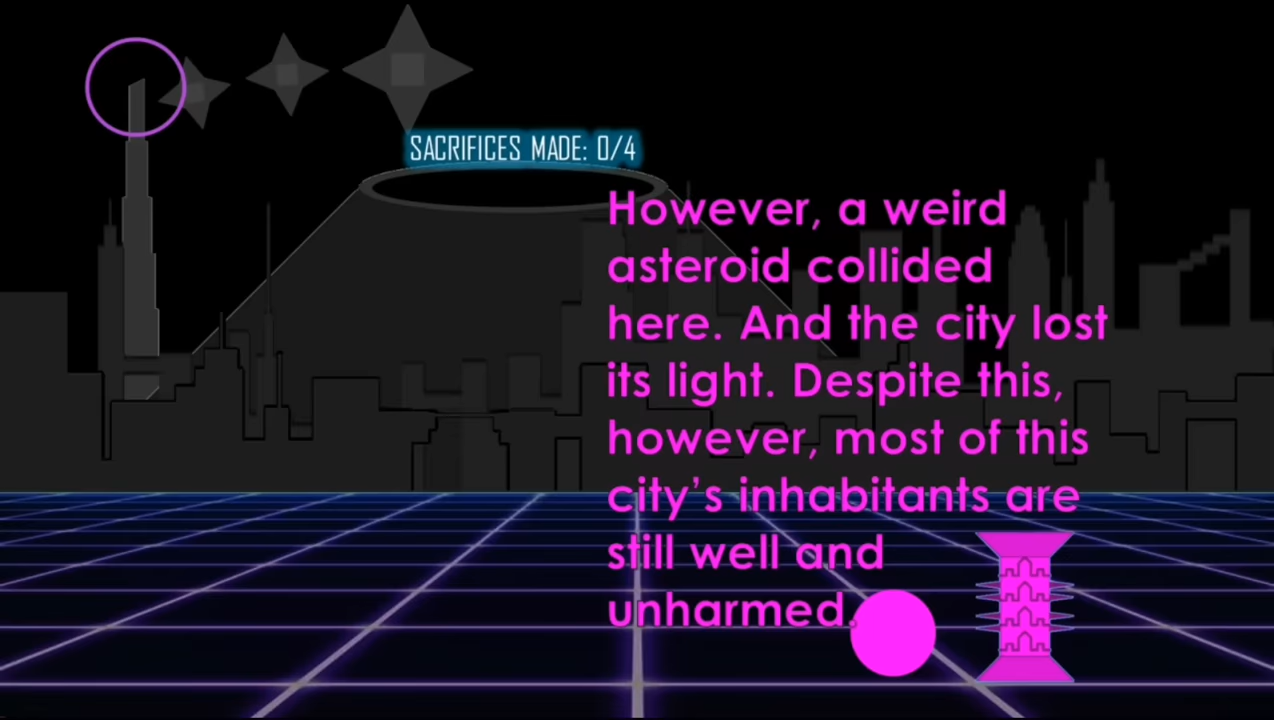 SACRIFICES MADE: 0/4
However, a weird
asteroid collided
here. And the city lost
its light. Despite this,
however, most of this
city’s inhabitants are
still well and
unharmed.